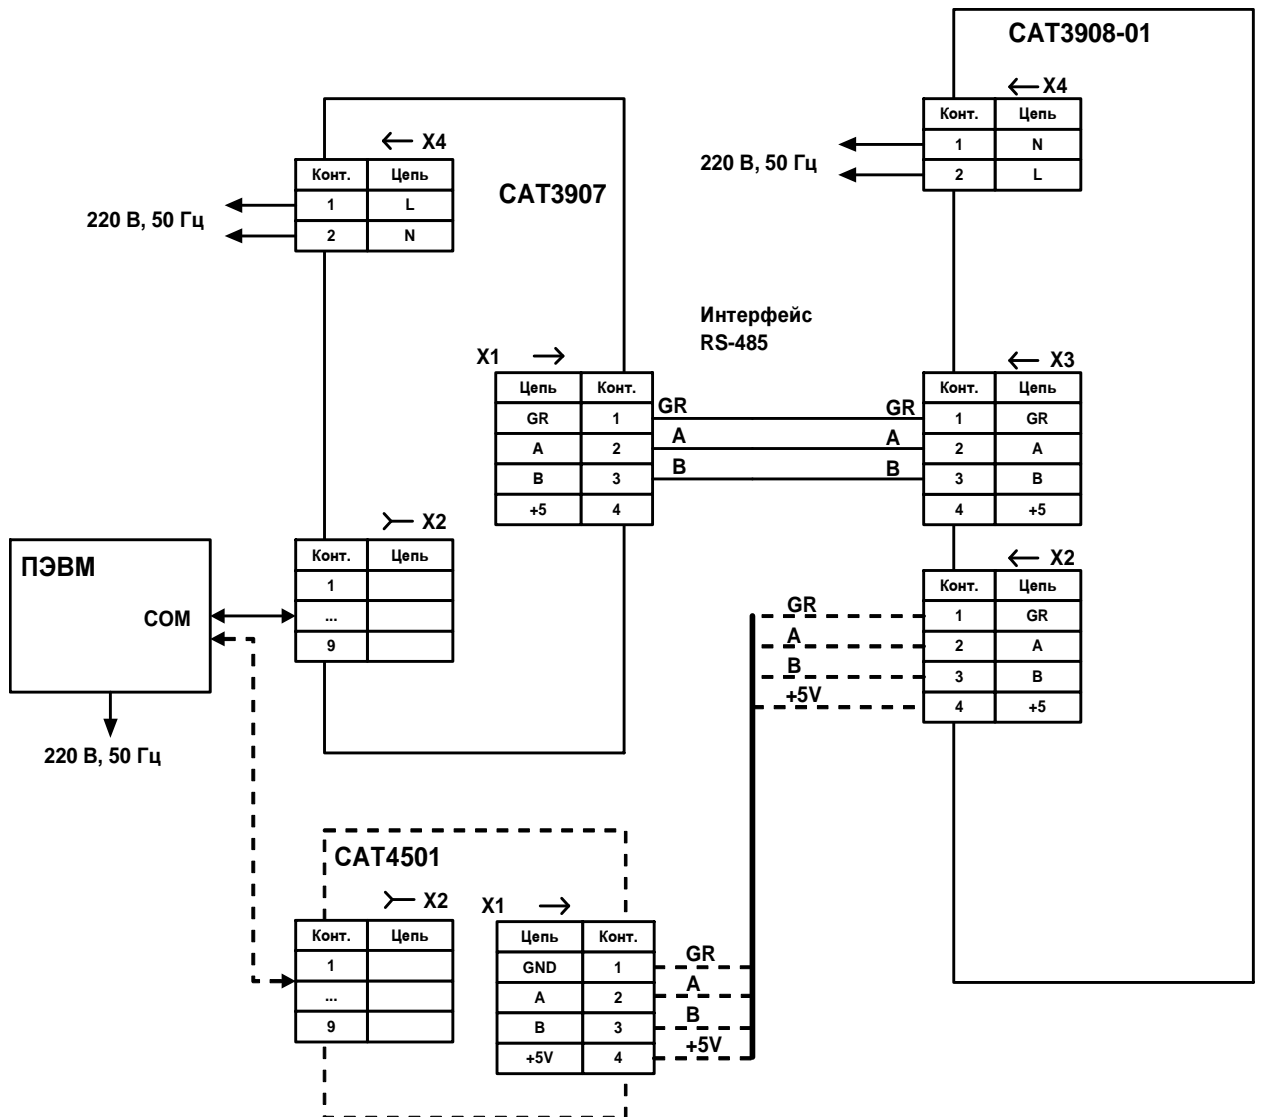 САТ3908-01
X4
Конт. Цепь
1 N
2 L
220 В, 50 Гц
X4
Конт. Цепь
1 L
2 N
220 В, 50 Гц
САТ3907
Интерфейс
RS-485
X1
Цепь Конт.
GR 1
A 2
B 3
+5 4
GR GR
A A
B B
X3
Конт. Цепь
1 GR
2 A
3 B
4 +5
X2
Конт. Цепь
1
...
9
ПЭВМ
COM
220 В, 50 Гц
X2
Конт. Цепь
1 GR
2 A
3 B
4 +5
GR
A
B
+5V
САТ4501
X2
Конт. Цепь
1
...
9
X1
Цепь Конт.
GND 1
A 2
B 3
+5V 4
GR
A
B
+5V